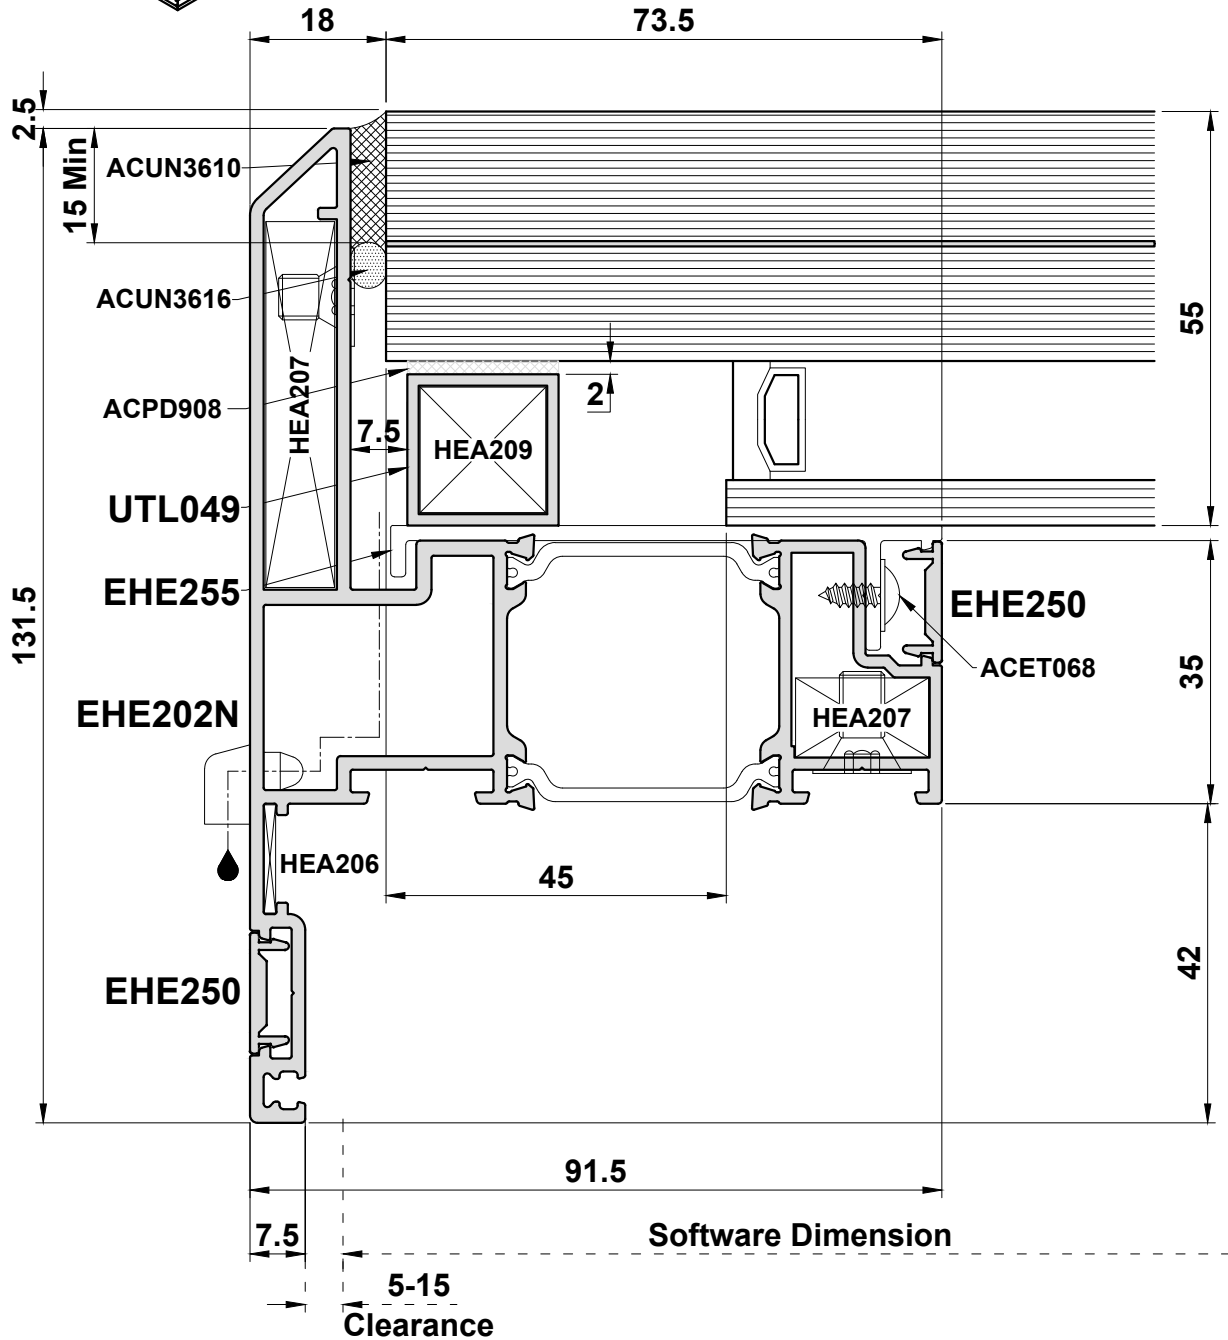 18
73.5
2.5
15 Min
ACUN3610
ACUN3616
55
HEA207
ACPD908
2
7.5
HEA209
UTL049
EHE255
EHE250
131.5
ACET068
35
EHE202N
HEA207
HEA206
45
42
EHE250
91.5
7.5
Software Dimension
5-15
Clearance